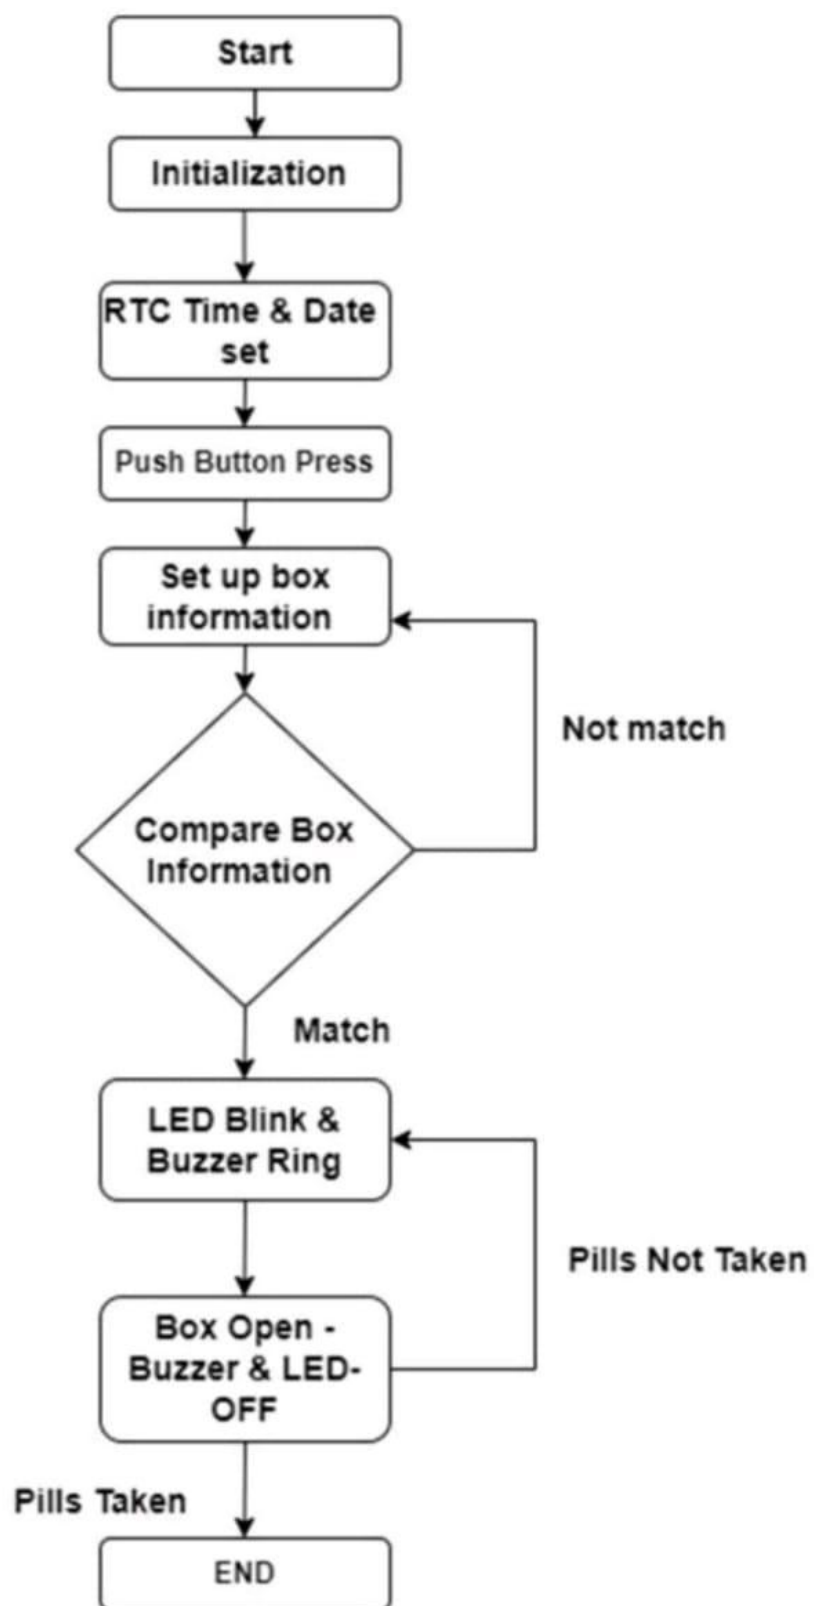 Start
Initialization
RTC Time & Date
set
Push Button Press
Set up box
information
Not match
Compare Box
Information
Match
LED Blink &
Buzzer Ring
Pills Not Taken
Box Open -
Buzzer & LED-
OFF
Pills Taken
END